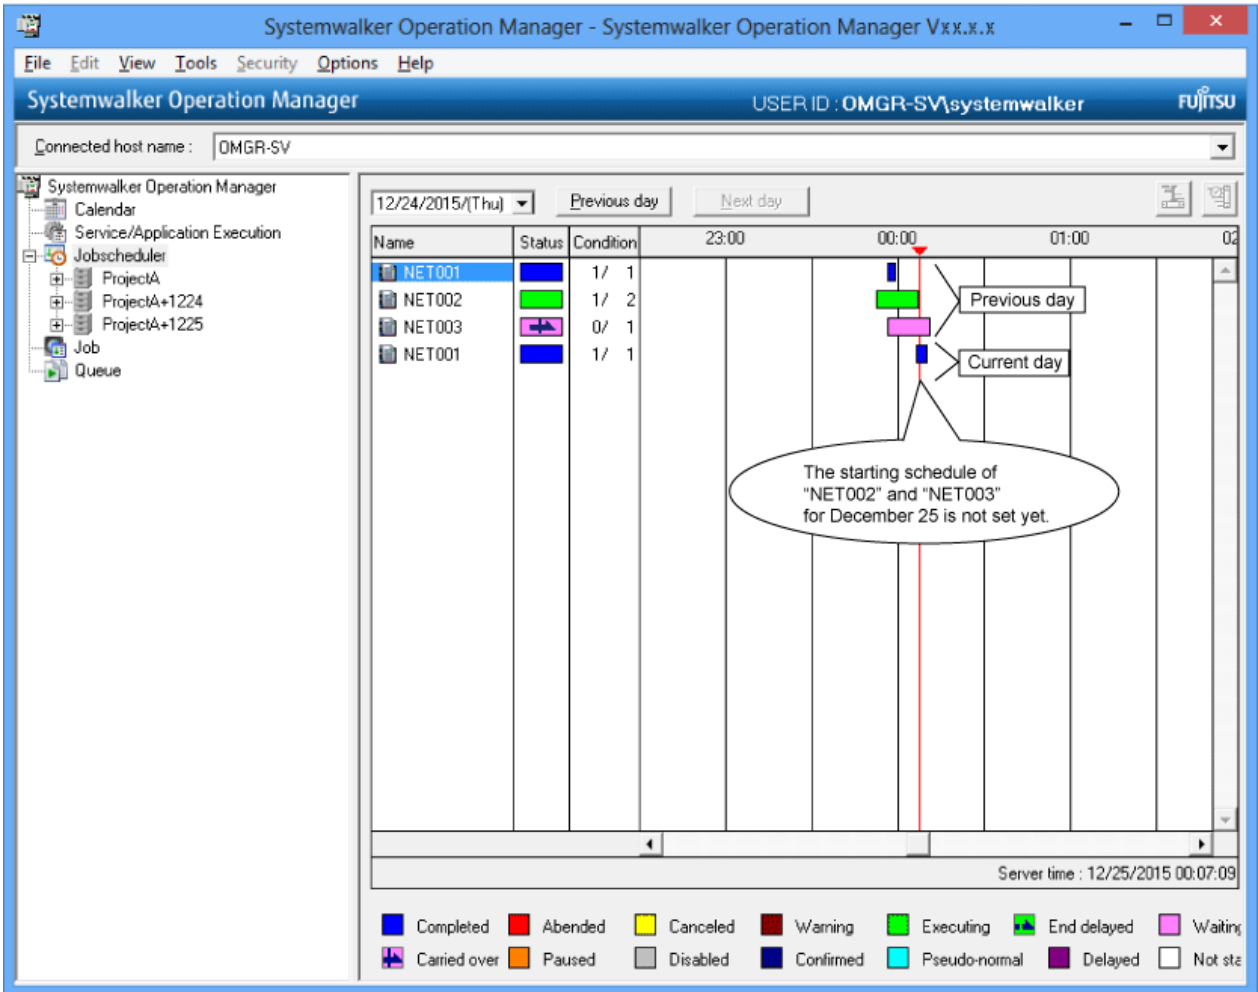 Systemwalker Operation Manager - Systemwalker Operation Manager Vxx.x.x
File Edit View Tools Security Options Help
Systemwalker Operation Manager
USER ID : OMGR-SV\systemwalker
FUJITSU
Connected host name :
OMGR-SV
Systemwalker Operation Manager
Calendar
Service/Application Execution
Jobscheduler
ProjectA
ProjectA+1224
ProjectA+1225
Job
Queue
12/24/2015/(Thu)
Previous day
Next day
Name Status Condition 23:00 00:00 01:00 02
NET001 1/ 1
NET002 1/ 2
NET003 0/ 1
NET001 1/ 1
Previous day
Current day
The starting schedule of
“NET002” and “NET003”
for December 25 is not set yet.
Server time : 12/25/2015 00:07:09
Completed Abended Canceled Warning Executing End delayed Waiting
Carried over Paused Disabled Confirmed Pseudo-normal Delayed Not sta